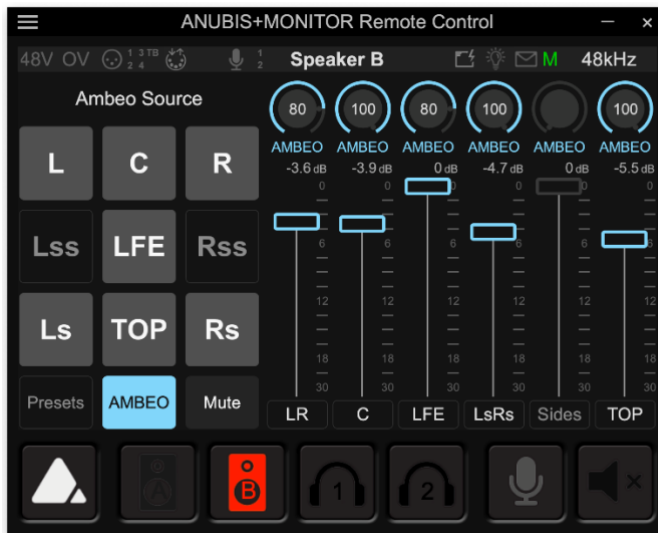 ANUBIS+MONITOR Remote Control
48V OV 1 3 TB 2 4 1 2 Speaker B M 48kHz
Ambeo Source
80 100 80 100 100
AMBEO AMBEO AMBEO AMBEO AMBEO AMBEO
-3.6 dB -3.9 dB 0 dB -4.7 dB 0 dB -5.5 dB
L C R
0 0 0 0 0 0
Lss LFE Rss
6 6 6 6 6 6
12 12 12 12 12 12
Ls TOP Rs
18 18 18 18 18 18
30 30 30 30 30 30
Presets AMBEO Mute
LR C LFE LsRs Sides TOP
A B 1 2